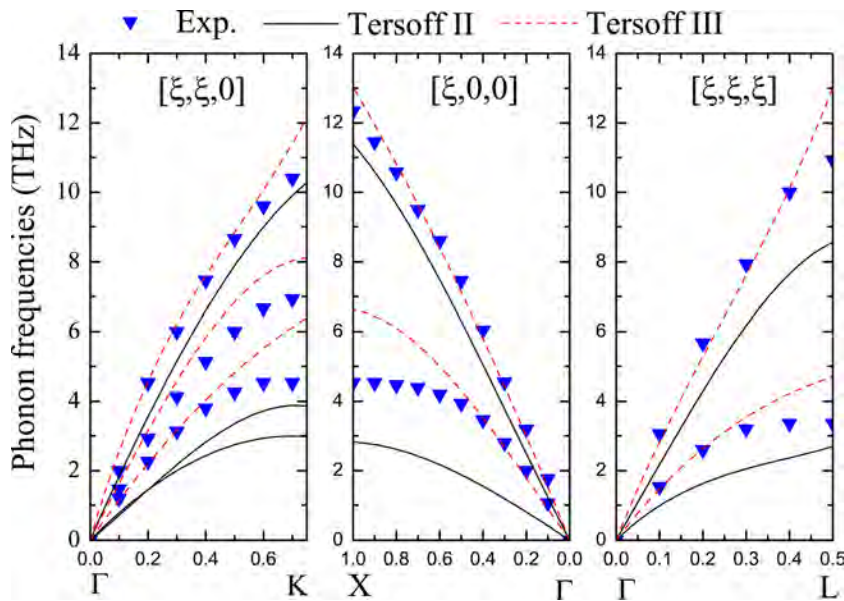 Exp. Tersoff II Tersoff III
[ξ,ξ,0] [ξ,0,0] [ξ,ξ,ξ]
Phonon frequencies (THz)
14 14 14
12 12 12
10 10 10
8 8 8
6 6 6
4 4 4
2 2 2
0 0 0
0.0 0.2 0.4 0.6 1.0 0.8 0.6 0.4 0.2 0.0 0.0 0.1 0.2 0.3 0.4 0.5
Γ K X Γ Γ L